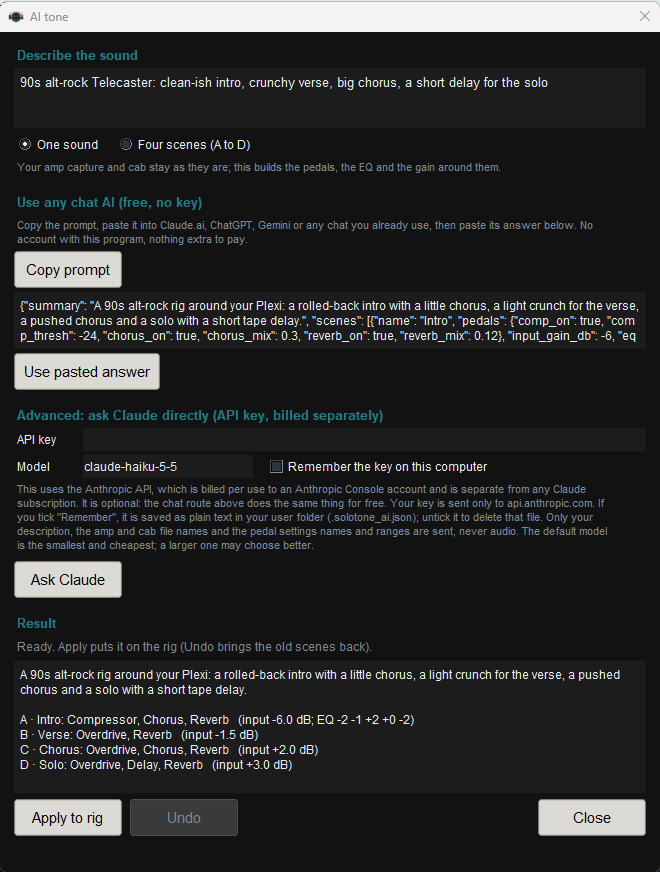 AI tone
Describe the sound
90s alt-rock Telecaster: clean-ish intro, crunchy verse, big chorus, a short delay for the solo
One sound
Four scenes (A to D)
Your amp capture and cab stay as they are; this builds the pedals, the EQ and the gain around them.
Use any chat AI (free, no key)
Copy the prompt, paste it into Claude.ai, ChatGPT, Gemini or any chat you already use, then paste its answer below. No
account with this program, nothing extra to pay.
Copy prompt
{"summary": "A 90s alt-rock rig around your Plexi: a rolled-back intro with a little chorus, a light crunch for the verse,
a pushed chorus and a solo with a short tape delay.", "scenes": [{"name": "Intro", "pedals": {"comp_on": true, "com
p_thresh": -24, "chorus_on": true, "chorus_mix": 0.3, "reverb_on": true, "reverb_mix": 0.12}, "input_gain_db": -6, "eq
Use pasted answer
Advanced: ask Claude directly (API key, billed separately)
API key
Model
claude-haiku-5-5
Remember the key on this computer
This uses the Anthropic API, which is billed per use to an Anthropic Console account and is separate from any Claude
subscription. It is optional: the chat route above does the same thing for free. Your key is sent only to api.anthropic.com. If
you tick "Remember", it is saved as plain text in your user folder (.solotone_ai.json); untick it to delete that file. Only your
description, the amp and cab file names and the pedal settings names and ranges are sent, never audio. The default model
is the smallest and cheapest; a larger one may choose better.
Ask Claude
Result
Ready. Apply puts it on the rig (Undo brings the old scenes back).
A 90s alt-rock rig around your Plexi: a rolled-back intro with a little chorus, a light crunch for the verse, a pushed
chorus and a solo with a short tape delay.
A · Intro: Compressor, Chorus, Reverb (input -6.0 dB; EQ -2 -1 +2 +0 -2)
B · Verse: Overdrive, Reverb (input -1.5 dB)
C · Chorus: Overdrive, Chorus, Reverb (input +2.0 dB)
D · Solo: Overdrive, Delay, Reverb (input +3.0 dB)
Apply to rig
Undo
Close